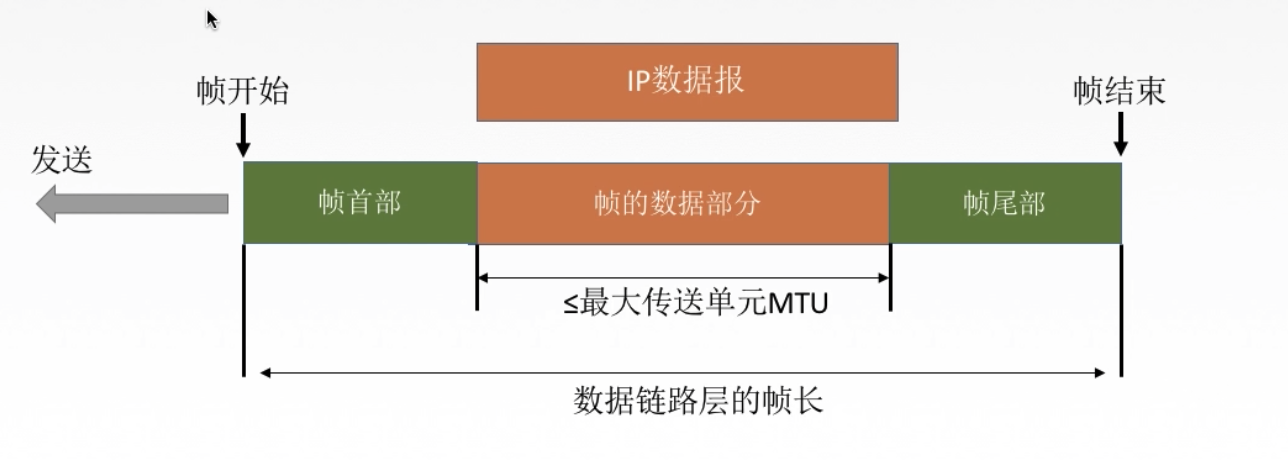 IP数据报
帧开始
帧结束
发送
帧首部
帧的数据部分
帧尾部
≤最大传送单元MTU
数据链路层的帧长